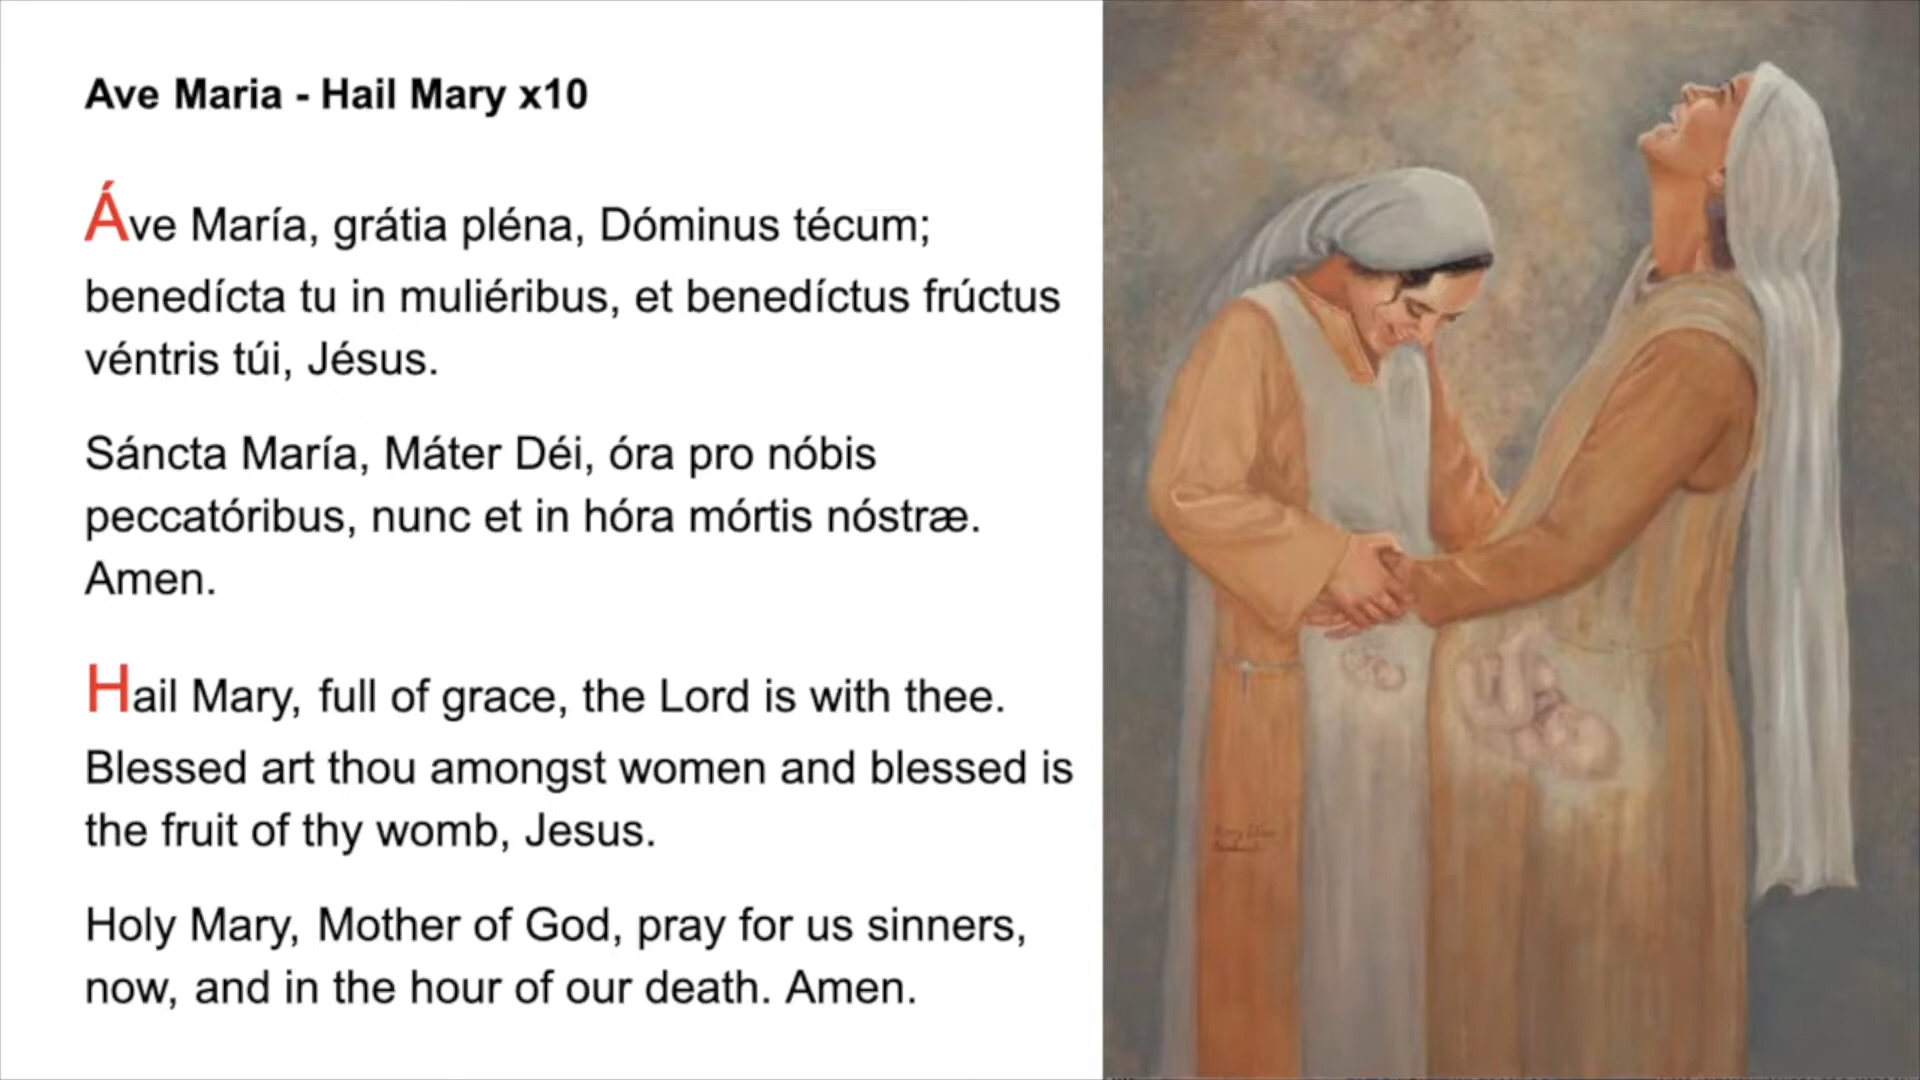 Ave Maria - Hail Mary x10
Áve María, grátia pléna, Dóminus técum;
benedícta tu in muliéribus, et benedíctus frúctus
véntris túi, Jésus.
Sáncta María, Máter Déi, óra pro nóbis
peccatóribus, nunc et in hóra mórtis nóstræ.
Amen.
Hail Mary, full of grace, the Lord is with thee.
Blessed art thou amongst women and blessed is
the fruit of thy womb, Jesus.
Holy Mary, Mother of God, pray for us sinners,
now, and in the hour of our death. Amen.